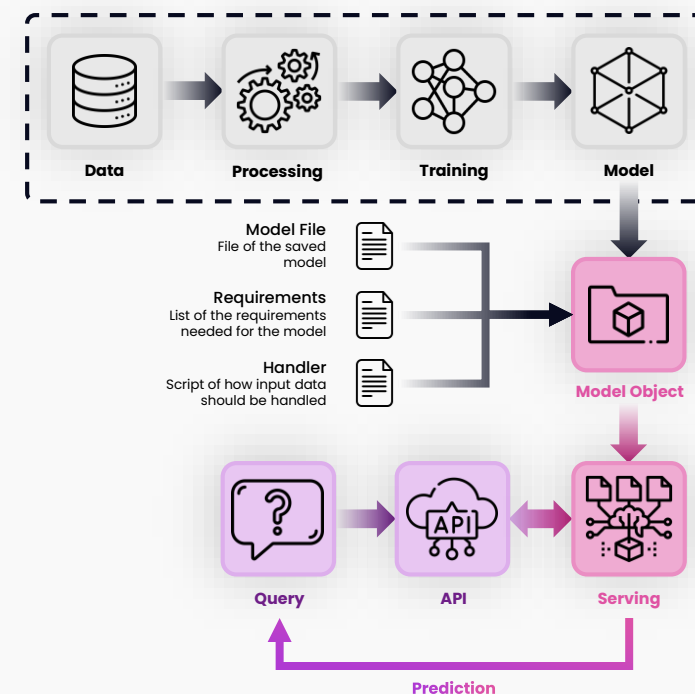 Data
Processing
Training
Model
Model File
File of the saved
model
Requirements
List of the requirements
needed for the model
Handler
Script of how input data
should be handled
Model Object
?
API
Query
API
Serving
Prediction